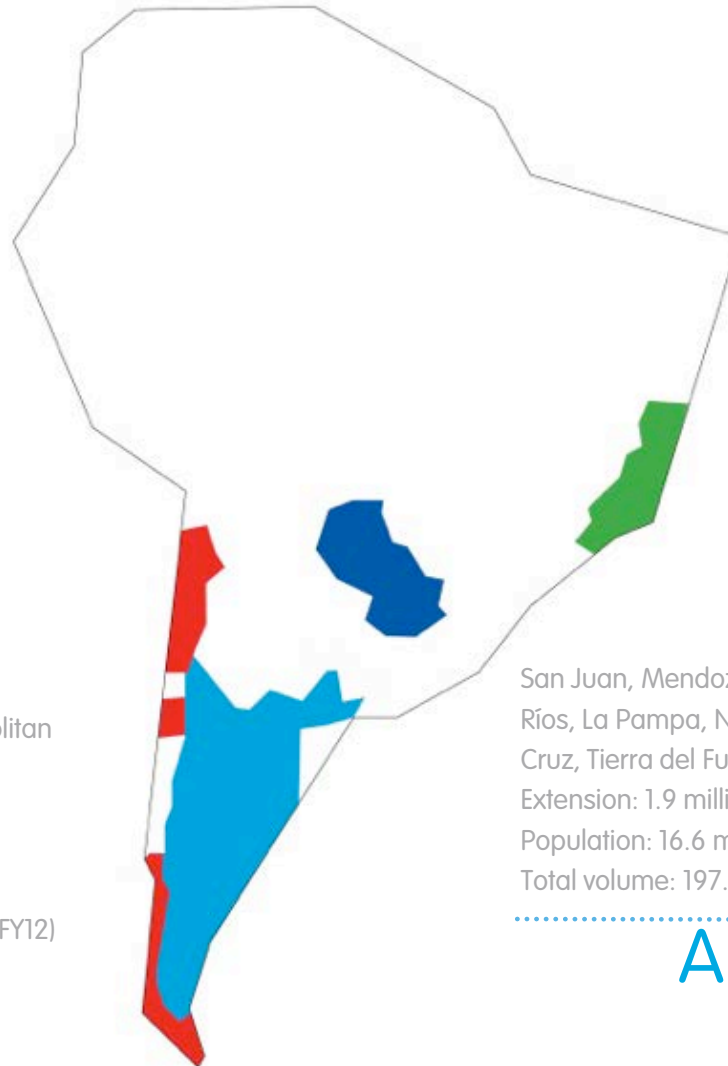 litan
FY12)
San Juan, Mendoz
Ríos, La Pampa, N
Cruz, Tierra del Fu
Extension: 1.9 milli
Population: 16.6 m
Total volume: 197.
A